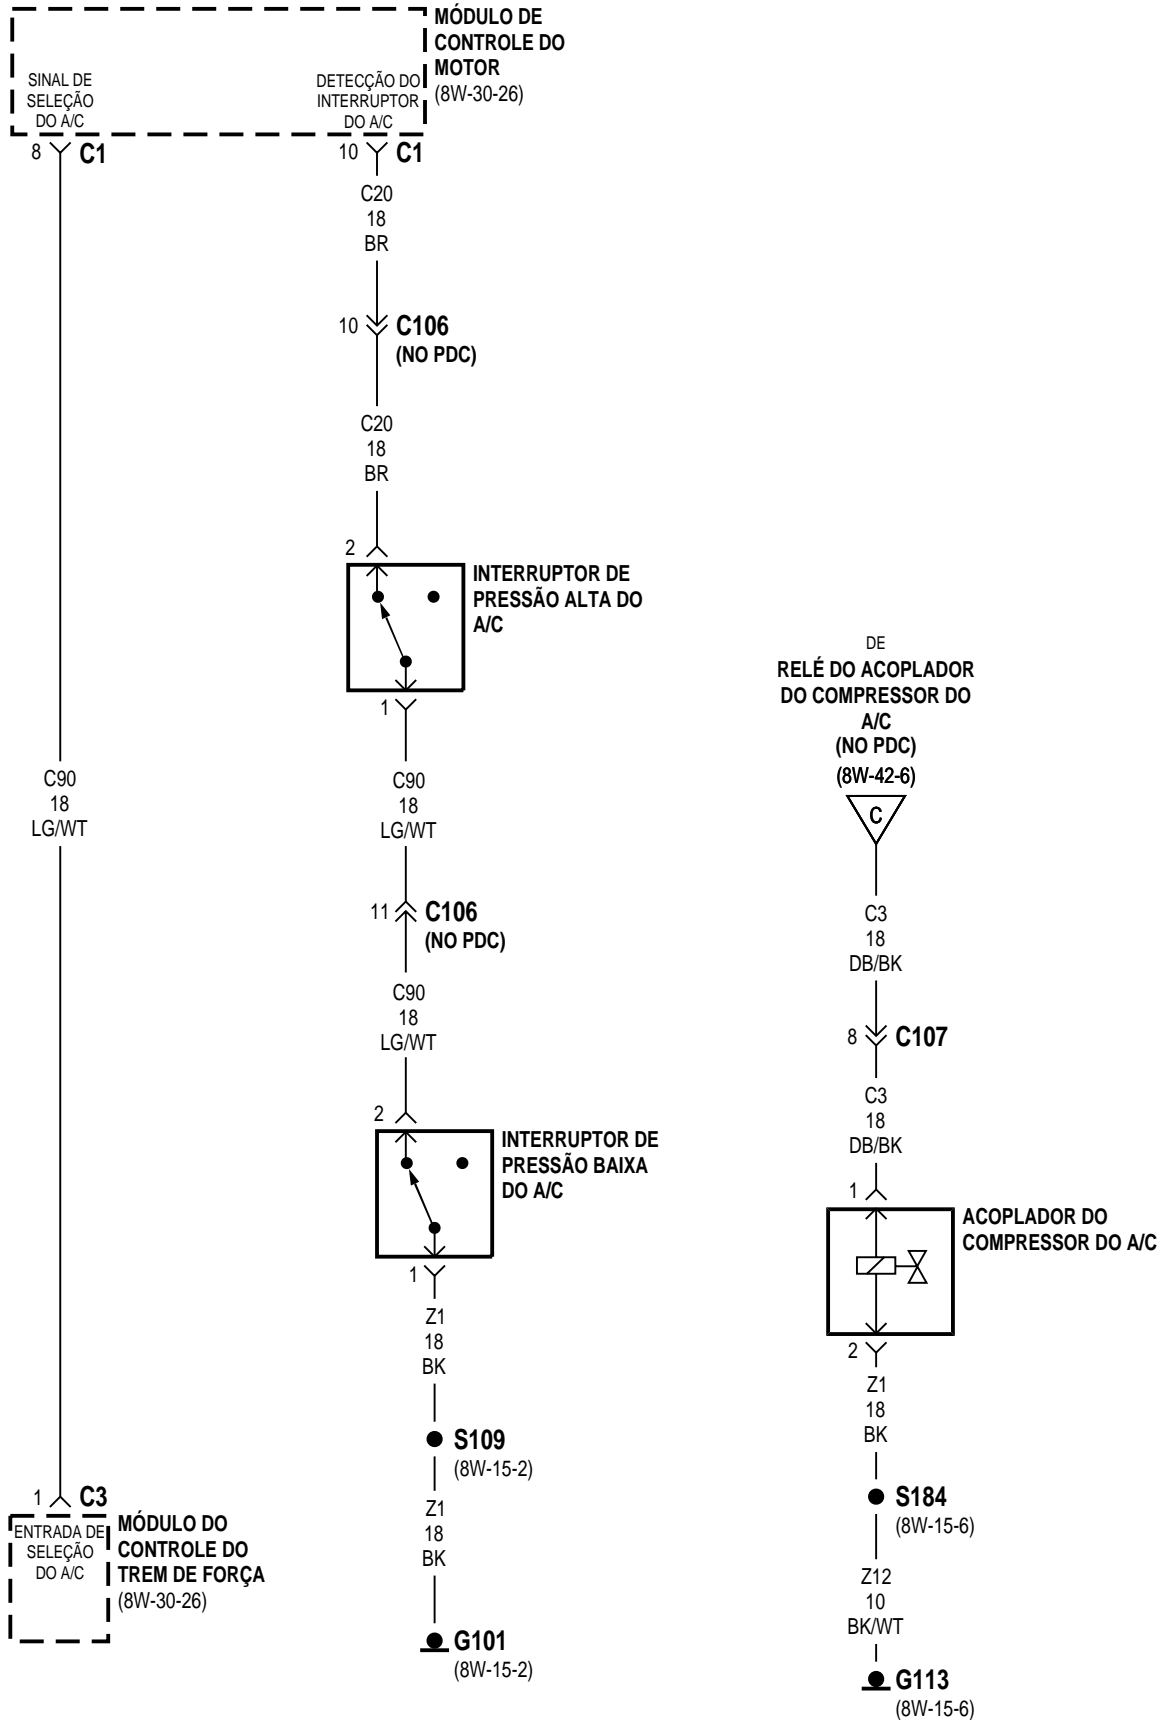 MÓDULO DE
CONTROLE DO
MOTOR
(8W-30-26)
SINAL DE
SELEÇÃO
DO A/C
DETECÇÃO DO
INTERRUPTOR
DO A/C
8 C1
10 C1
C20
18
BR
10 C106
(NO PDC)
C20
18
BR
2
INTERRUPTOR DE
PRESSÃO ALTA DO
A/C
1
C90
18
LG/WT
C90
18
LG/WT
11 C106
(NO PDC)
C90
18
LG/WT
2
INTERRUPTOR DE
PRESSÃO BAIXA
DO A/C
1
Z1
18
BK
S109
(8W-15-2)
Z1
18
BK
G101
(8W-15-2)
1 C3
ENTRADA DE
SELEÇÃO
DO A/C
MÓDULO DO
CONTROLE DO
TREM DE FORÇA
(8W-30-26)
DE
RELÉ DO ACOPLADOR
DO COMPRESSOR DO
A/C
(NO PDC)
(8W-42-6)
C
C3
18
DB/BK
8 C107
C3
18
DB/BK
1
ACOPLADOR DO
COMPRESSOR DO A/C
2
Z1
18
BK
S184
(8W-15-6)
Z12
10
BK/WT
G113
(8W-15-6)